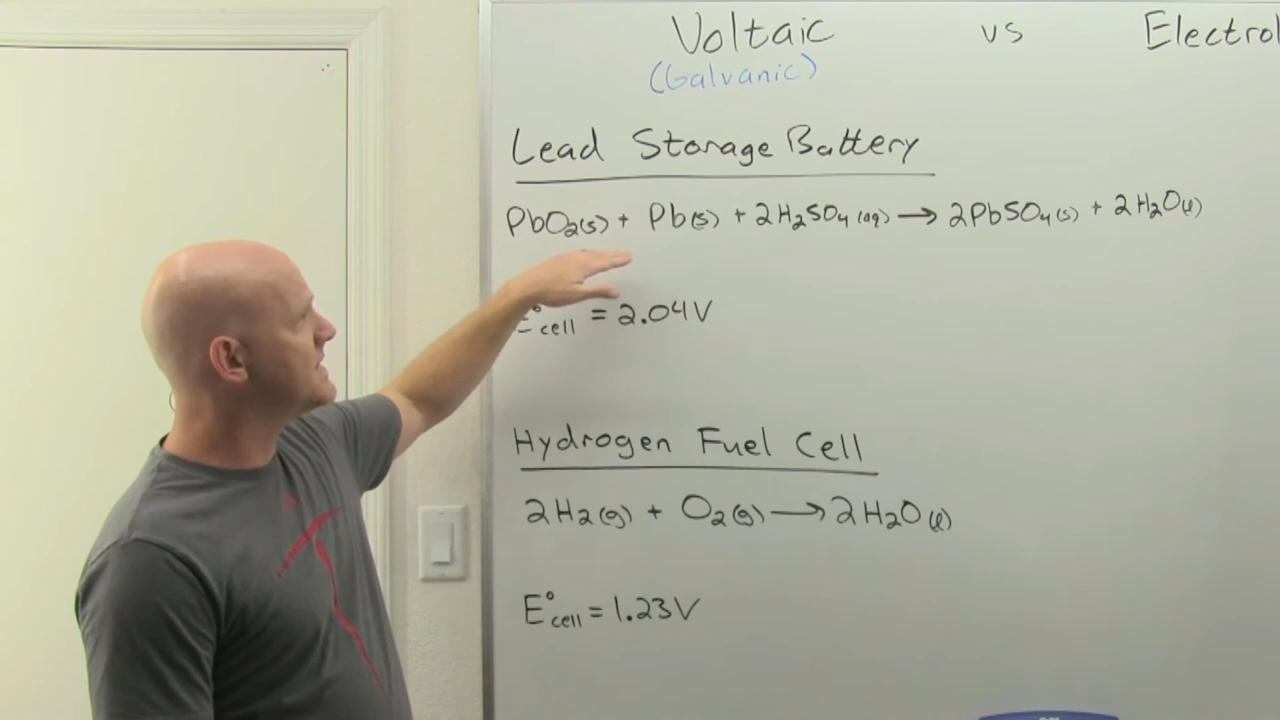 Voltaic vs Electrol
(Galvanic)
Lead Storage Battery
PbO₂(s) + Pb(s) + 2H₂SO₄(aq) → 2PbSO₄(s) + 2H₂O(l)
E°cell = 2.04V
Hydrogen Fuel Cell
2H₂(g) + O₂(g) → 2H₂O(l)
E°cell = 1.23V